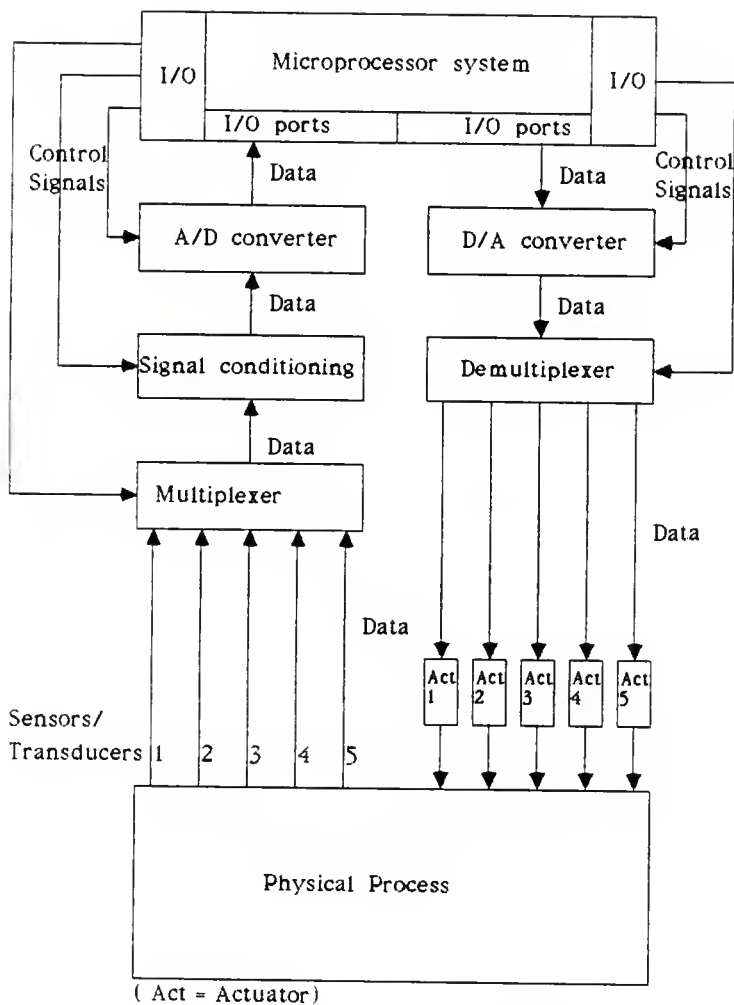 Microprocessor system
I/O
I/O
I/O ports
I/O ports
Control
Signals
Data
Data
Control
Signals
A/D converter
D/A converter
Data
Data
Signal conditioning
Demultiplexer
Data
Multiplexer
Data
Data
Act
1
Act
2
Act
3
Act
4
Act
5
Sensors/
Transducers 1 2 3 4 5
Physical Process
( Act = Actuator)